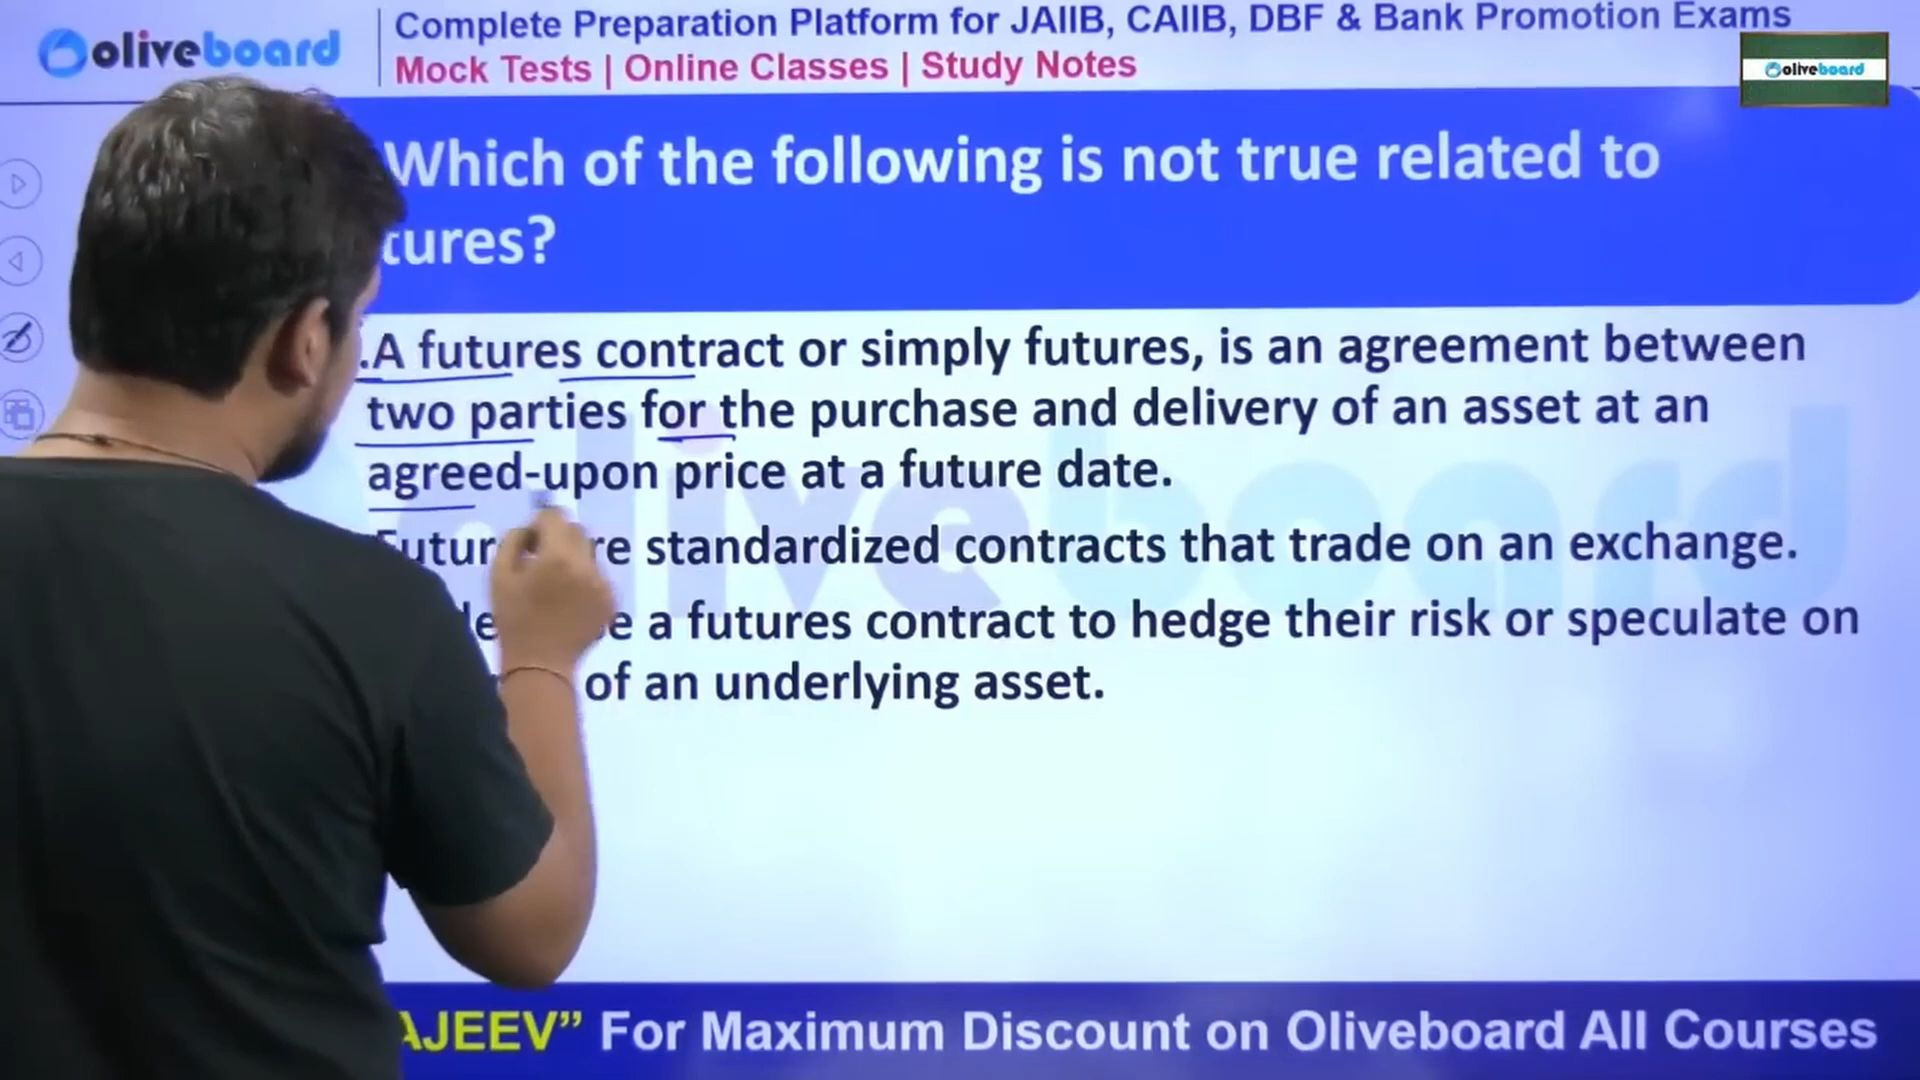 oliveboard
Complete Preparation Platform for JAIIB, CAIIB, DBF & Bank Promotion Exams
Mock Tests | Online Classes | Study Notes
oliveboard
Which of the following is not true related to
tures?
.A futures contract or simply futures, is an agreement between
two parties for the purchase and delivery of an asset at an
agreed-upon price at a future date.
Futur re standardized contracts that trade on an exchange.
e a futures contract to hedge their risk or speculate on
of an underlying asset.
oliveboard
AJEEV” For Maximum Discount on Oliveboard All Courses